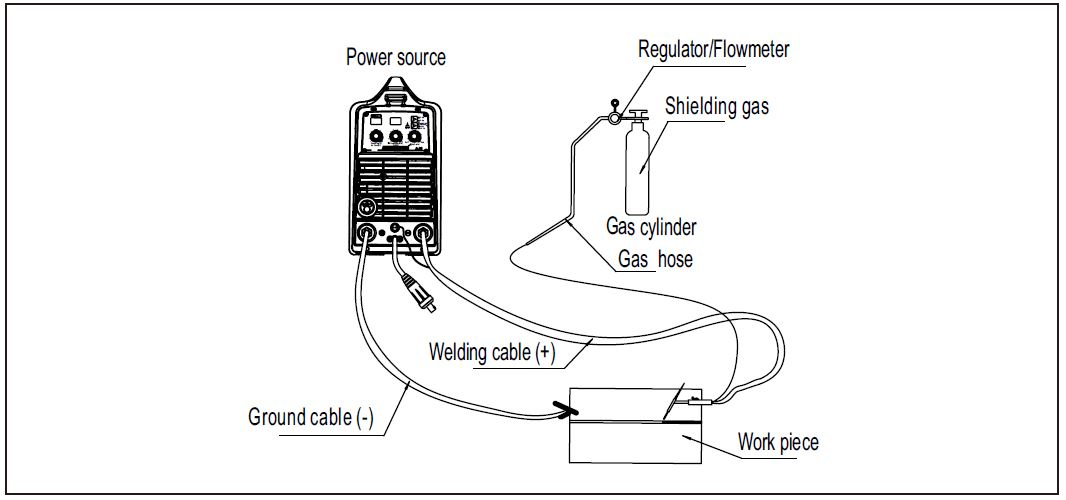 Power source
Regulator/Flowmeter
Shielding gas
Gas cylinder
Gas hose
Welding cable (+)
Ground cable (-)
Work piece